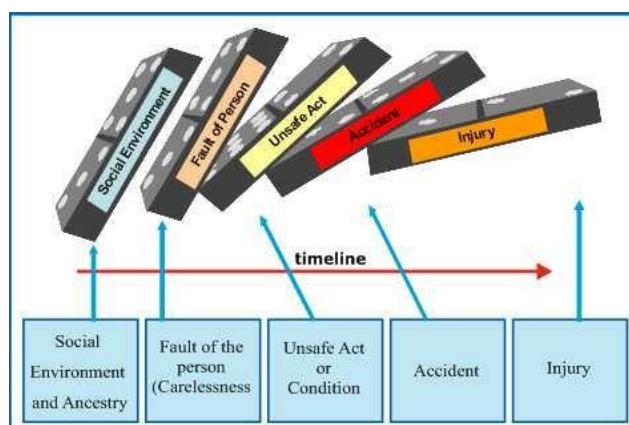 Social Environment
Fault of Person
Unsafe Act
Accident
Injury
timeline
Social
Environment
and Ancestry
Fault of the
person
(Carelessness
Unsafe Act
or
Condition
Accident
Injury